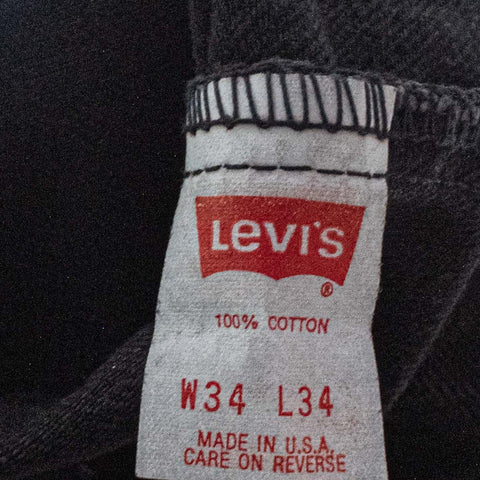 Levi's
®
100% COTTON
W34 L34
MADE IN U.S.A.
CARE ON REVERSE